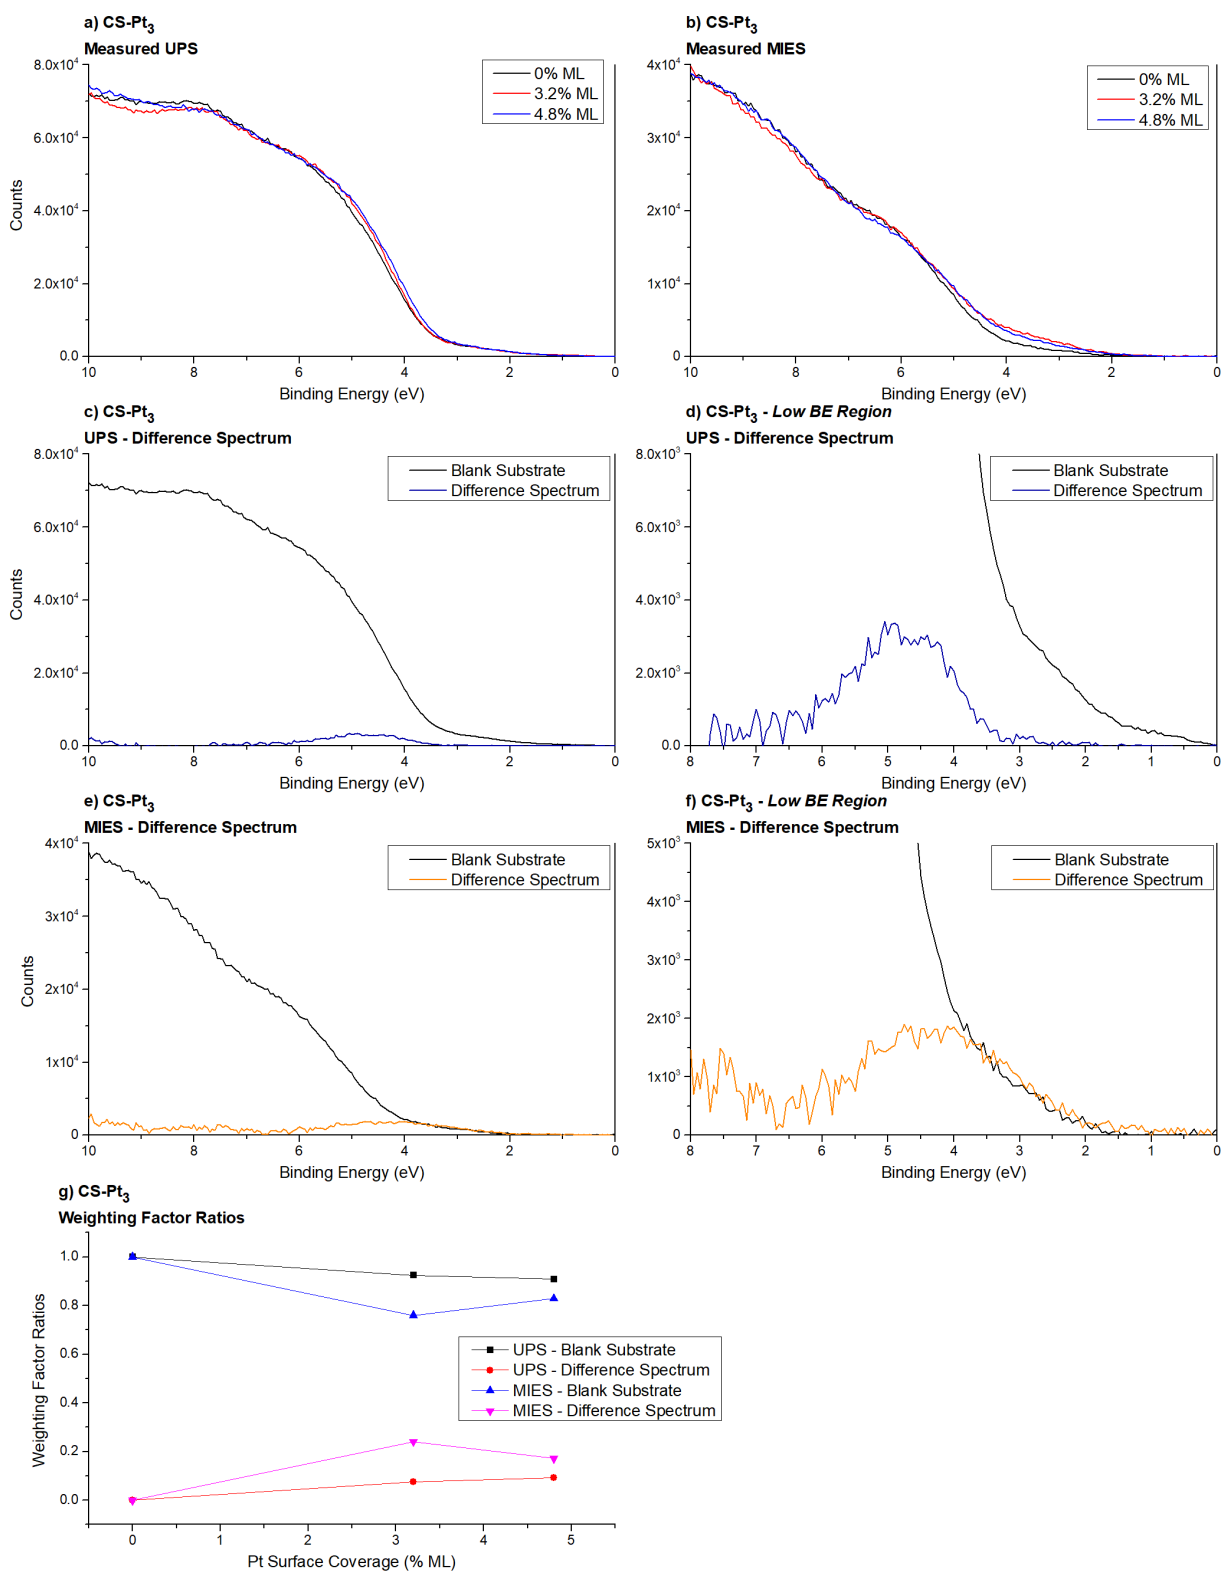 a) CS-Pt3
Measured UPS
8.0x10^4
6.0x10^4
4.0x10^4
2.0x10^4
0.0
Counts
0% ML
3.2% ML
4.8% ML
10 8 6 4 2 0
Binding Energy (eV)
b) CS-Pt3
Measured MIES
4x10^4
3x10^4
2x10^4
1x10^4
0
0% ML
3.2% ML
4.8% ML
10 8 6 4 2 0
Binding Energy (eV)
c) CS-Pt3
UPS - Difference Spectrum
8.0x10^4
6.0x10^4
4.0x10^4
2.0x10^4
0.0
Counts
Blank Substrate
Difference Spectrum
10 8 6 4 2 0
Binding Energy (eV)
d) CS-Pt3 - Low BE Region
UPS - Difference Spectrum
8.0x10^3
6.0x10^3
4.0x10^3
2.0x10^3
0.0
Blank Substrate
Difference Spectrum
8 7 6 5 4 3 2 1 0
Binding Energy (eV)
e) CS-Pt3
MIES - Difference Spectrum
4x10^4
3x10^4
2x10^4
1x10^4
0
Counts
Blank Substrate
Difference Spectrum
10 8 6 4 2 0
Binding Energy (eV)
f) CS-Pt3 - Low BE Region
MIES - Difference Spectrum
5x10^3
4x10^3
3x10^3
2x10^3
1x10^3
0
Blank Substrate
Difference Spectrum
8 7 6 5 4 3 2 1 0
Binding Energy (eV)
g) CS-Pt3
Weighting Factor Ratios
1.0
0.8
0.6
0.4
0.2
0.0
Weighting Factor Ratios
UPS - Blank Substrate
UPS - Difference Spectrum
MIES - Blank Substrate
MIES - Difference Spectrum
0 1 2 3 4 5
Pt Surface Coverage (% ML)